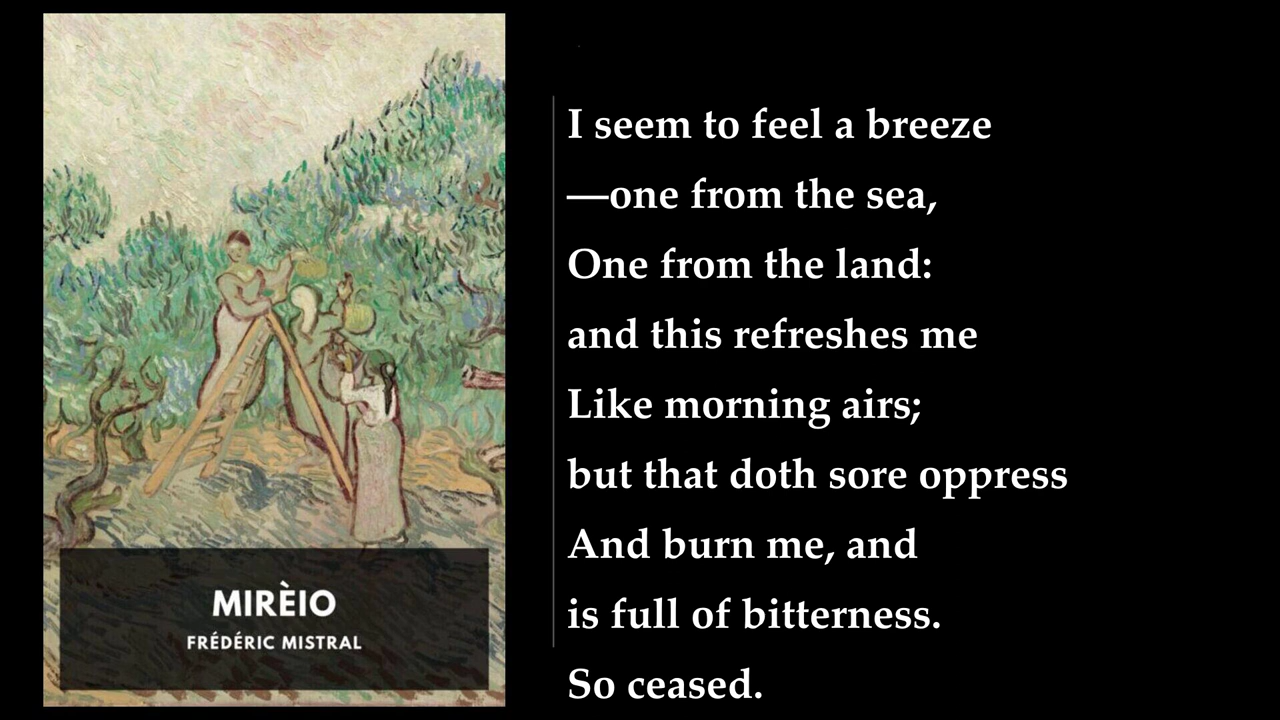 MIRÈIO
FRÉDÉRIC MISTRAL
I seem to feel a breeze
—one from the sea,
One from the land:
and this refreshes me
Like morning airs;
but that doth sore oppress
And burn me, and
is full of bitterness.
So ceased.